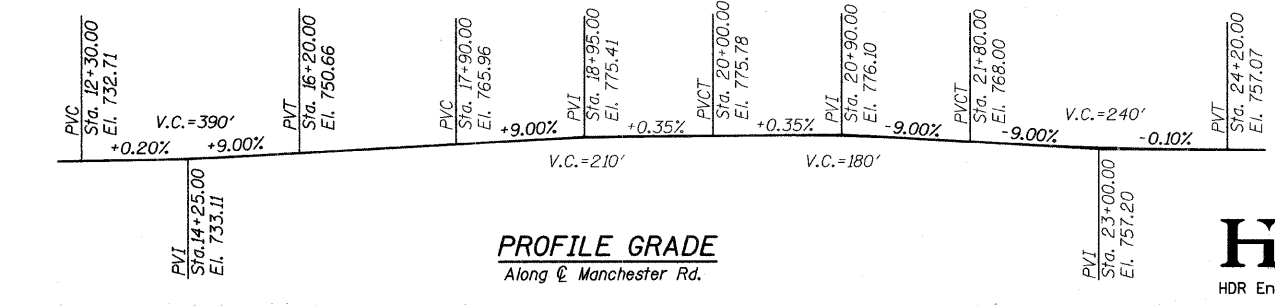 PVC
Sta. 12+30.00
El. 732.71
V.C.=390'
+0.20%
+9.00%
PVI
Sta.14+25.00
El. 733.11
PVT
Sta. 16+20.00
El. 750.66
PVC
Sta. 17+90.00
El. 765.96
+9.00%
PVI
Sta. 18+95.00
El. 775.41
+0.35%
V.C.=210'
PVCT
Sta. 20+00.00
El. 775.78
+0.35%
PVI
Sta. 20+90.00
El. 776.10
-9.00%
V.C.=180'
PVCT
Sta. 21+80.00
El. 768.00
-9.00%
V.C.=240'
-0.10%
PVI
Sta. 23+00.00
El. 757.20
PVT
Sta. 24+20.00
El. 757.07
PROFILE GRADE
Along ℄ Manchester Rd.
H
HDR En